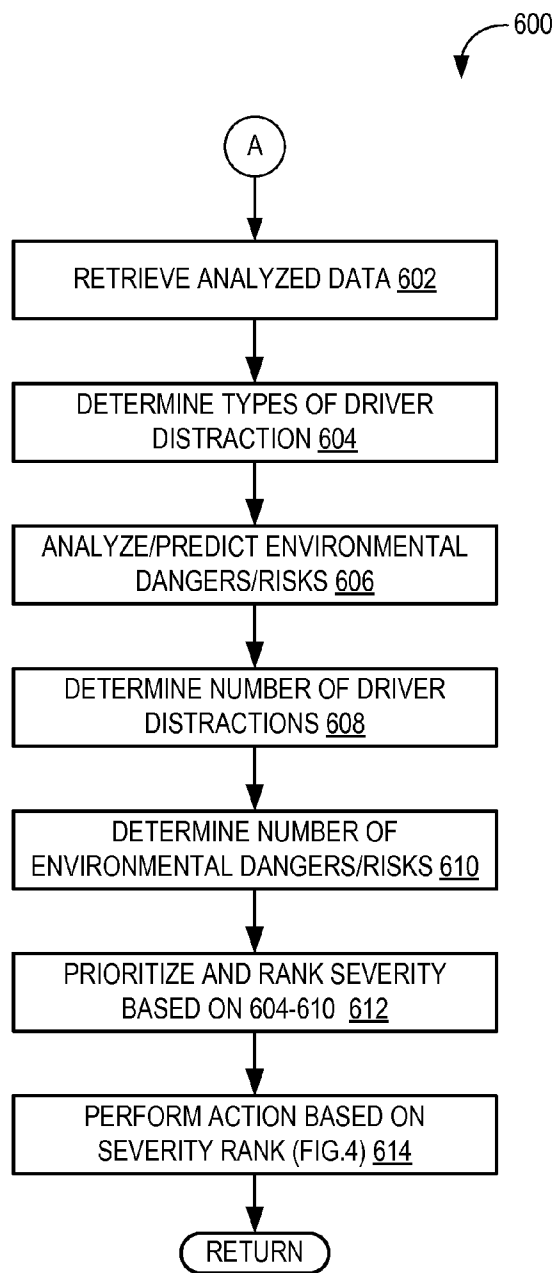 600
A
RETRIEVE ANALYZED DATA 602
DETERMINE TYPES OF DRIVER
DISTRACTION 604
ANALYZE/PREDICT ENVIRONMENTAL
DANGERS/RISKS 606
DETERMINE NUMBER OF DRIVER
DISTRACTIONS 608
DETERMINE NUMBER OF
ENVIRONMENTAL DANGERS/RISKS 610
PRIORITIZE AND RANK SEVERITY
BASED ON 604-610 612
PERFORM ACTION BASED ON
SEVERITY RANK (FIG.4) 614
RETURN